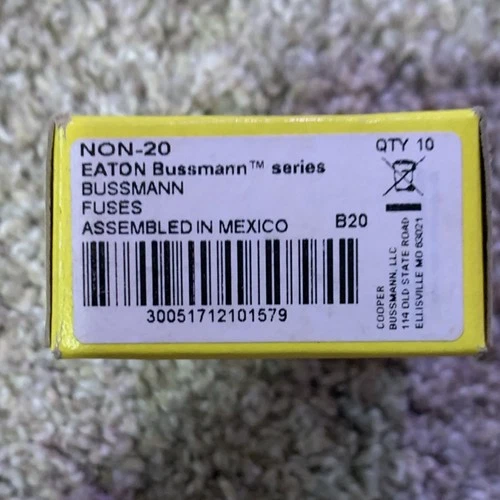 NON-20
QTY 10
EATON Bussmann™ series
BUSSMANN
FUSES
ASSEMBLED IN MEXICO
B20
30051712101579
COOPER
BUSSMANN, LLC
114 OLD STATE ROAD
ELLISVILLE MO 63021